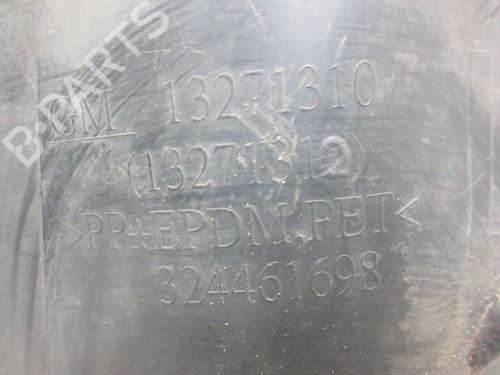 B-PARTS
GM 13271310
(13271312)
>PP+EPDM,PET<
324461698